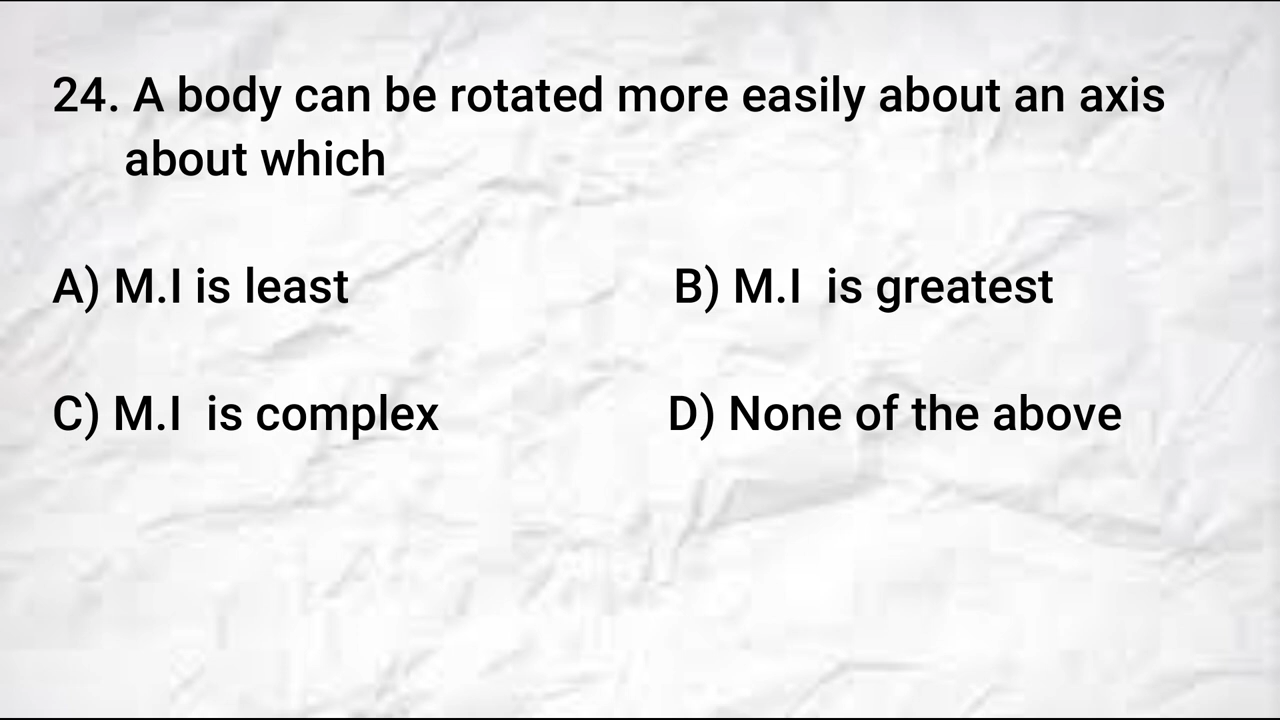 24. A body can be rotated more easily about an axis
about which
A) M.I is least B) M.I is greatest
C) M.I is complex D) None of the above